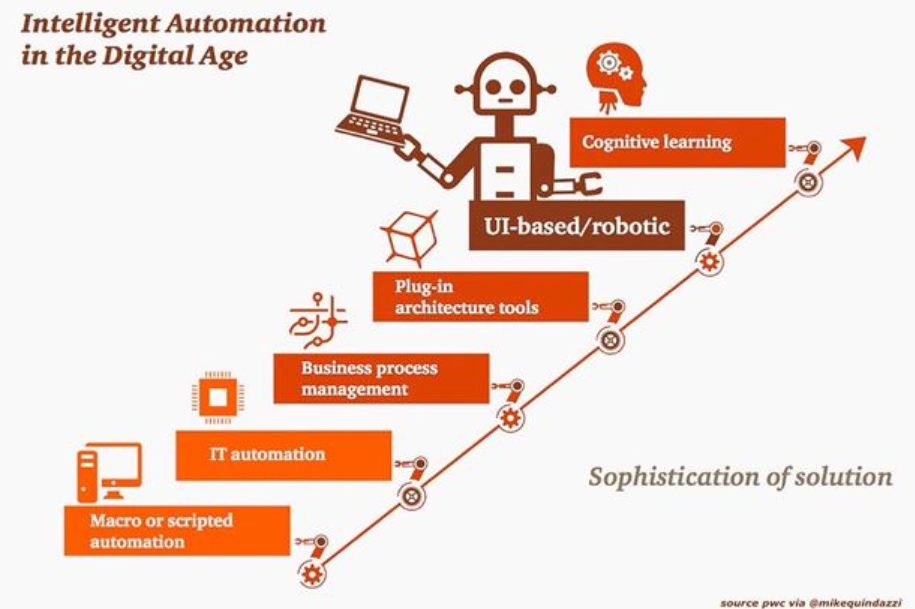 Intelligent Automation
in the Digital Age
Cognitive learning
UI-based/robotic
Plug-in
architecture tools
Business process
management
IT automation
Sophistication of solution
Macro or scripted
automation
source pwc via @mikequindazzi